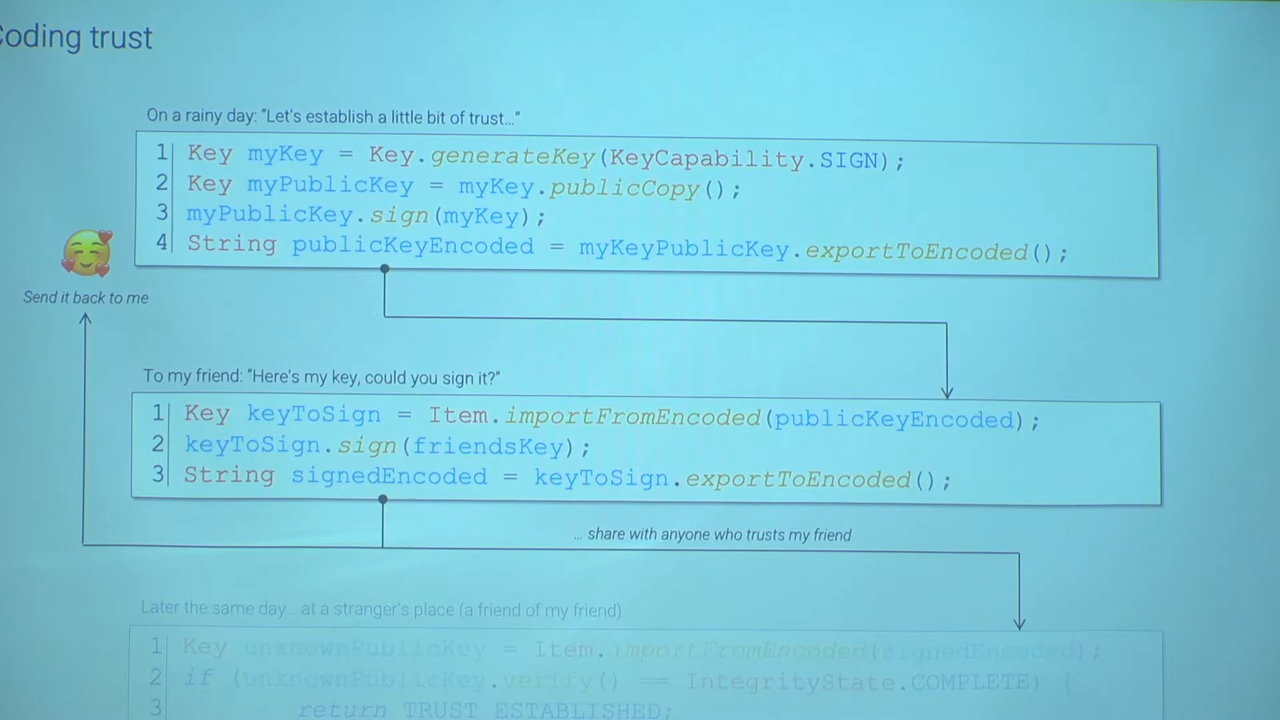 Coding trust
On a rainy day: "Let's establish a little bit of trust..."
1 Key myKey = Key.generateKey(KeyCapability.SIGN);
2 Key myPublicKey = myKey.publicCopy();
3 myPublicKey.sign(myKey);
4 String publicKeyEncoded = myKeyPublicKey.exportToEncoded();
Send it back to me
To my friend: "Here's my key, could you sign it?"
1 Key keyToSign = Item.importFromEncoded(publicKeyEncoded);
2 keyToSign.sign(friendsKey);
3 String signedEncoded = keyToSign.exportToEncoded();
... share with anyone who trusts my friend
Later the same day... at a stranger's place (a friend of my friend)
1 Key unknownPublicKey = Item.importFromEncoded(signedEncoded);
2 if (unknownPublicKey.verify() == IntegrityState.COMPLETE) {
3 return TRUST_ESTABLISHED;